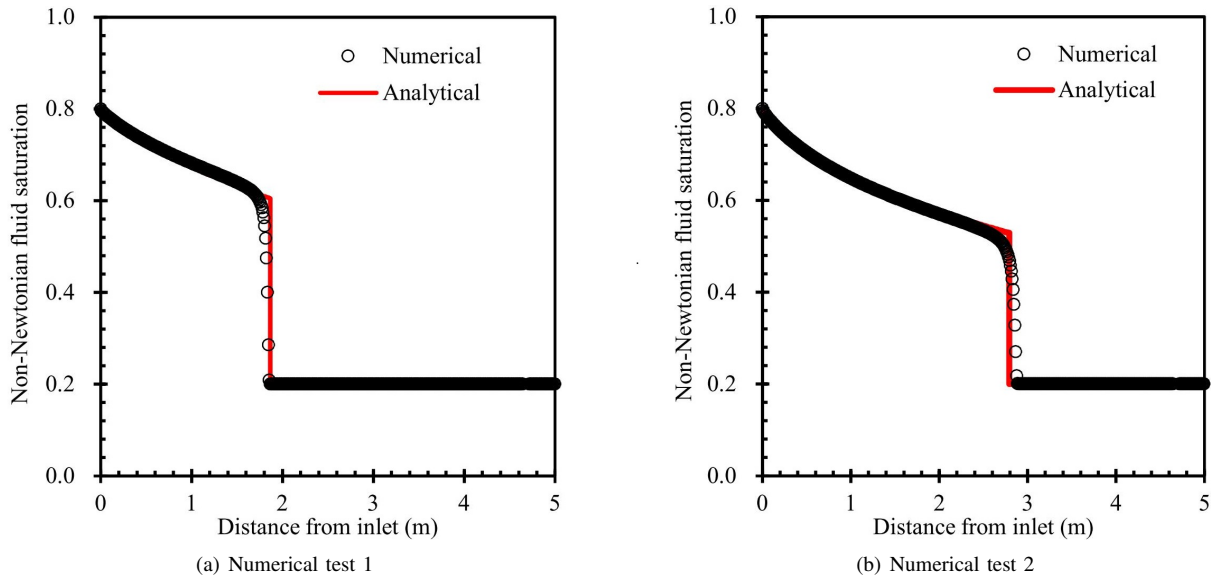 1.0
0.8
0.6
0.4
0.2
0.0
Non-Newtonian fluid saturation
Numerical
Analytical
0 1 2 3 4 5
Distance from inlet (m)
(a) Numerical test 1
1.0
0.8
0.6
0.4
0.2
0.0
Non-Newtonian fluid saturation
Numerical
Analytical
0 1 2 3 4 5
Distance from inlet (m)
(b) Numerical test 2